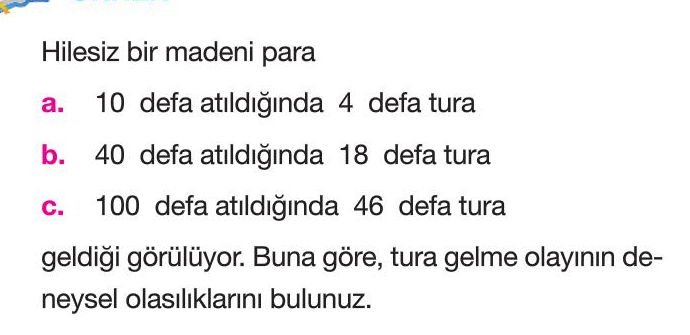 Hilesiz bir madeni para
a. 10 defa atıldığında 4 defa tura
b. 40 defa atıldığında 18 defa tura
c. 100 defa atıldığında 46 defa tura
geldiği görülüyor. Buna göre, tura gelme olayının de-
neysel olasılıklarını bulunuz.